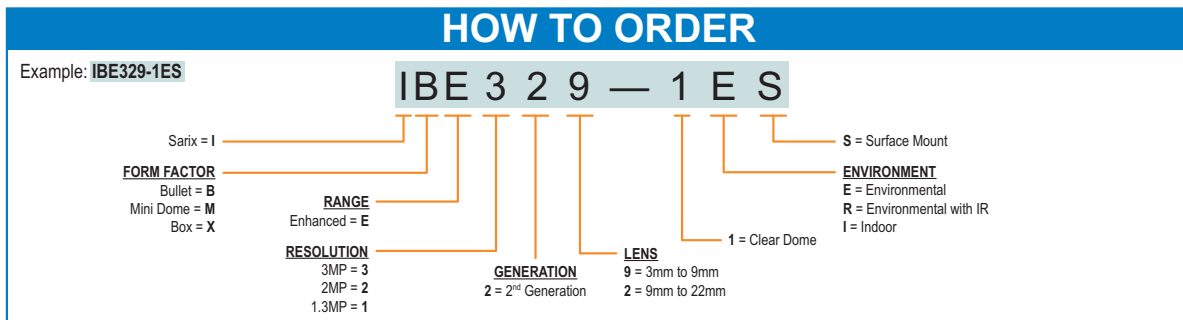 HOW TO ORDER
Example: IBE329-1ES
IBE329 — 1ES
Sarix = I
FORM FACTOR
Bullet = B
Mini Dome = M
Box = X
RANGE
Enhanced = E
RESOLUTION
3MP = 3
2MP = 2
1.3MP = 1
GENERATION
2 = 2nd Generation
LENS
9 = 3mm to 9mm
2 = 9mm to 22mm
1 = Clear Dome
S = Surface Mount
ENVIRONMENT
E = Environmental
R = Environmental with IR
I = Indoor